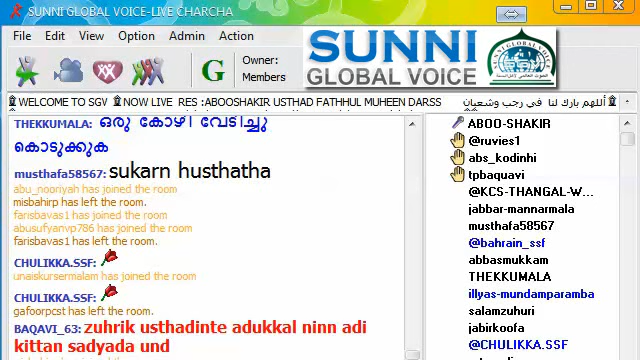 SUNNI GLOBAL VOICE-LIVE CHARCHA
File Edit View Option Admin Action
SUNNI
GLOBAL VOICE
G Owner:
Members
WELCOME TO SGV NOW LIVE RES :ABOOSHAKIR USTHAD FATHHUL MUHEEN DARSS أللهم بارك لنا في رجب وشعبان
THEKKUMALA: ഒരു കോഴി വേടിച്ചു
കൊടുക്കുക
musthafa58567: sukarn husthatha
abu_nooriyah has joined the room
misbahirp has left the room.
farisbavas1 has joined the room
abusufyanvp786 has joined the room
farisbavas1 has left the room.
CHULIKKA.SSF:
unaiskursermalam has joined the room
CHULIKKA.SSF:
gafoorpcst has left the room.
BAQAVI_63: zuhrik usthadinte adukkal ninn adi
kittan sadyada und
ABOO-SHAKIR
@ruvies1
abs_kodinhi
tpbaquavi
@KCS-THANGAL-W...
jabbar-mannarmala
musthafa58567
@bahrain_ssf
abbasmukkam
THEKKUMALA
illyas-mundamparamba
salamzuhuri
jabirkoofa
@CHULIKKA.SSF